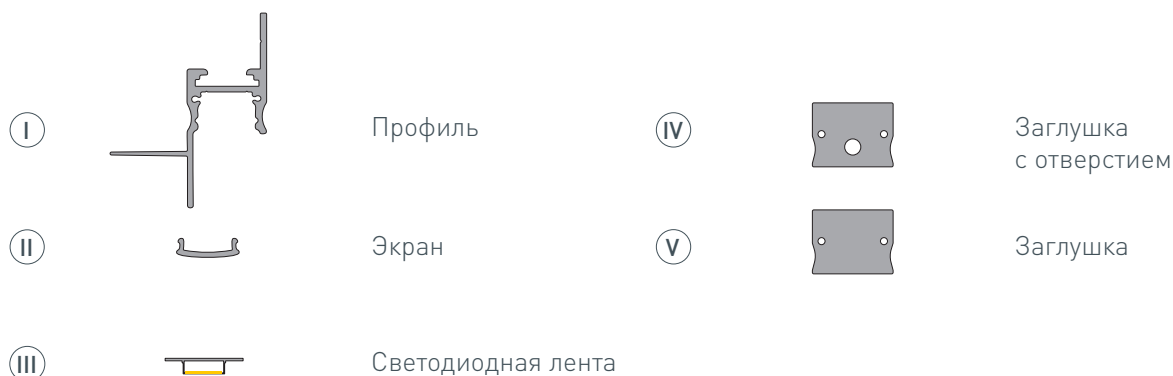 I
Профиль
II
Экран
III
Светодиодная лента
IV
Заглушка
с отверстием
V
Заглушка